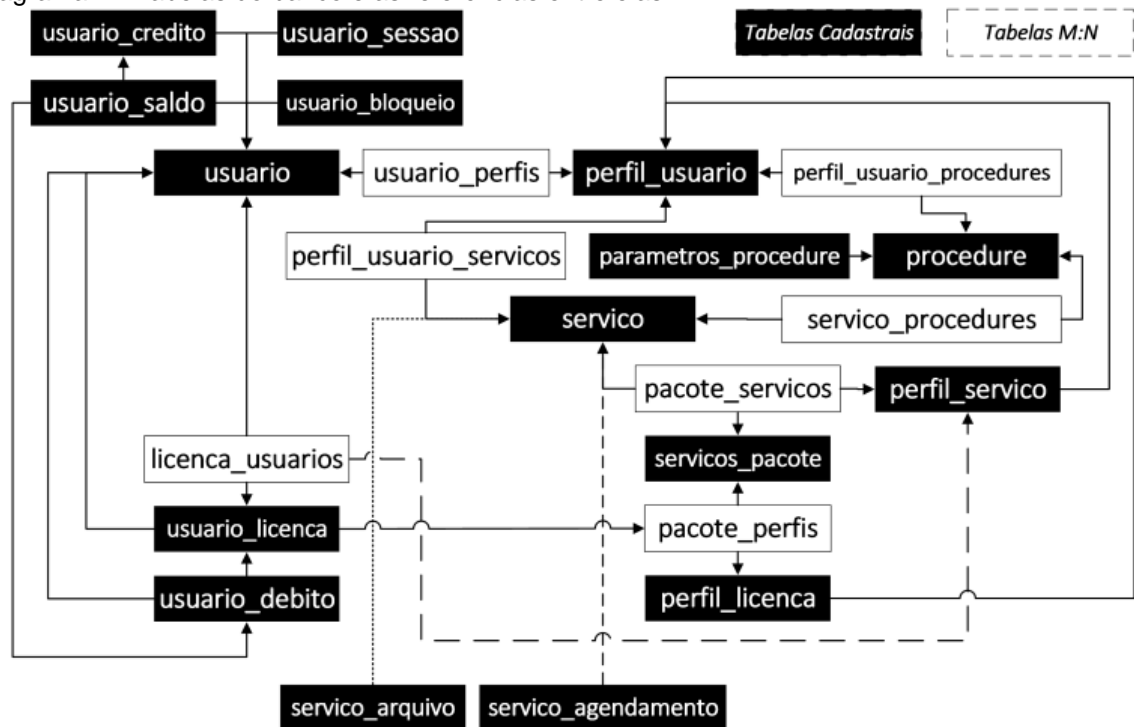 usuario_credito
usuario_sessao
Tabelas Cadastrais
Tabelas M:N
usuario_saldo
usuario_bloqueio
usuario
usuario_perfis
perfil_usuario
perfil_usuario_procedures
perfil_usuario_servicos
parametros_procedure
procedure
servico
servico_procedures
pacote_servicos
perfil_servico
licenca_usuarios
servicos_pacote
usuario_licenca
pacote_perfis
usuario_debito
perfil_licenca
servico_arquivo
servico_agendamento